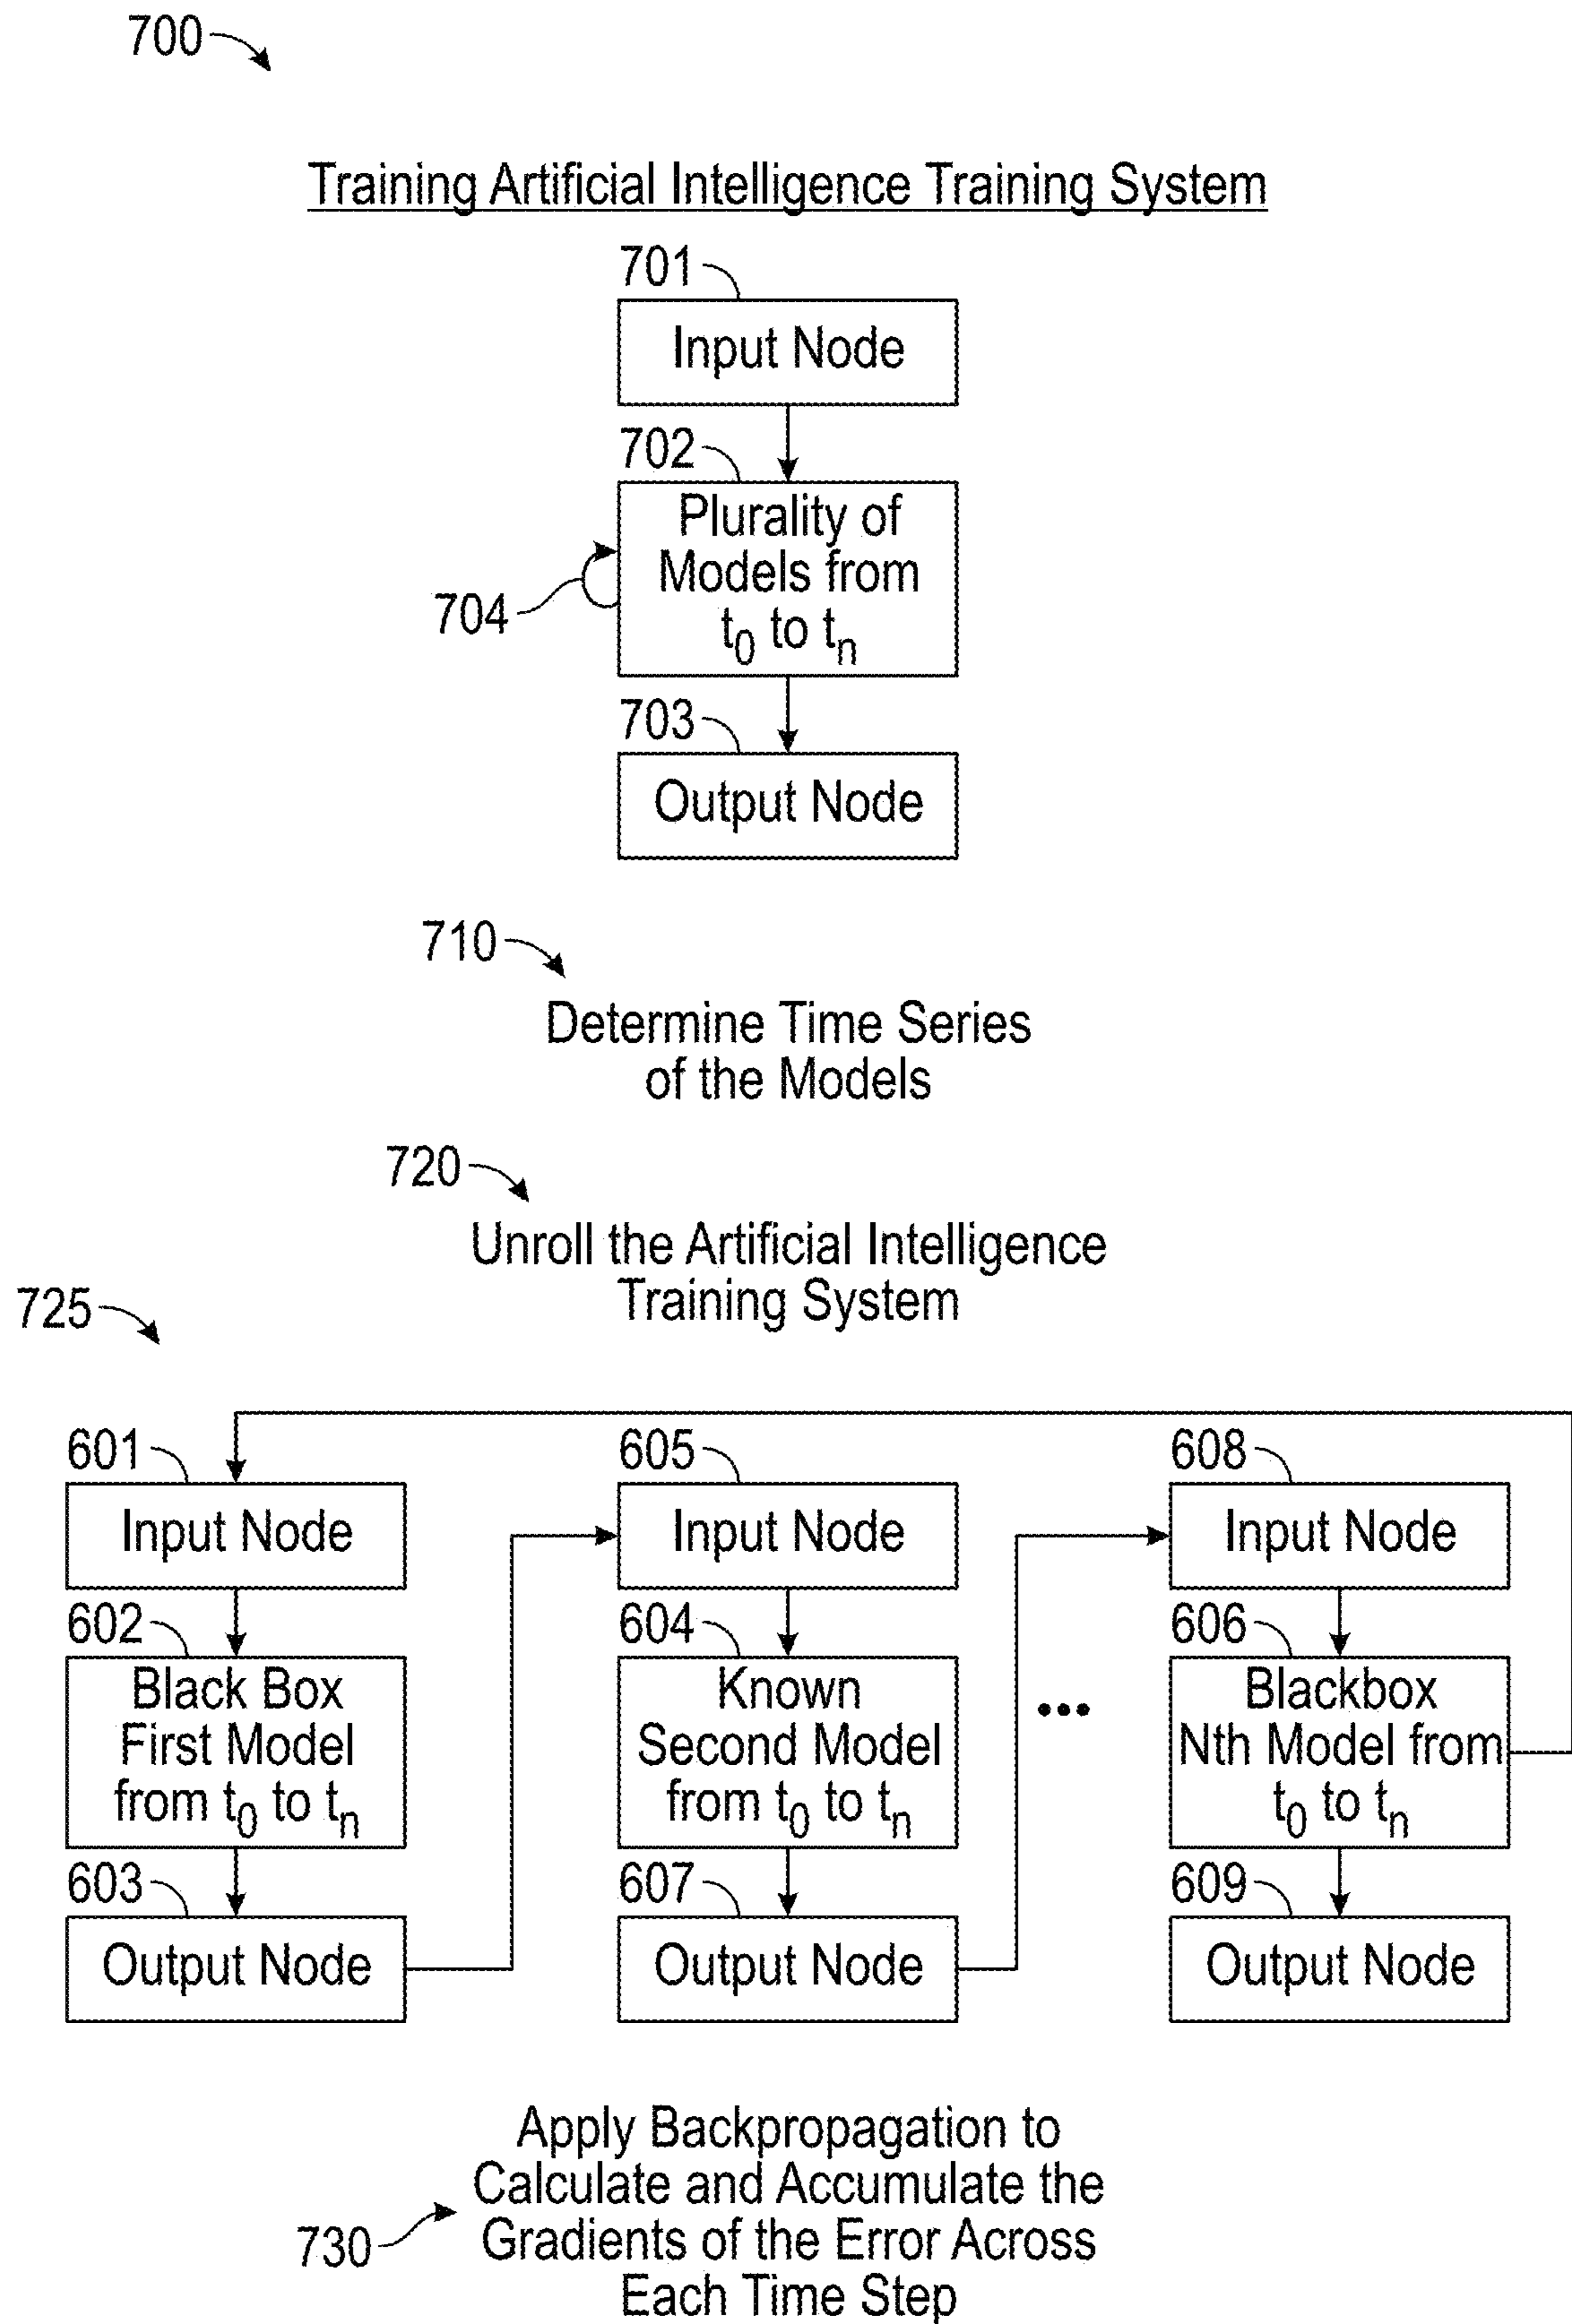 700
Training Artificial Intelligence Training System
701
Input Node
702
Plurality of
Models from
t0 to tn
704
703
Output Node
710
Determine Time Series
of the Models
720
Unroll the Artificial Intelligence
Training System
725
601 605 608
Input Node Input Node Input Node
602 604 606
Black Box Known Blackbox
First Model Second Model Nth Model from
from t0 to tn from t0 to tn t0 to tn
...
603 607 609
Output Node Output Node Output Node
Apply Backpropagation to
Calculate and Accumulate the
730 Gradients of the Error Across
Each Time Step